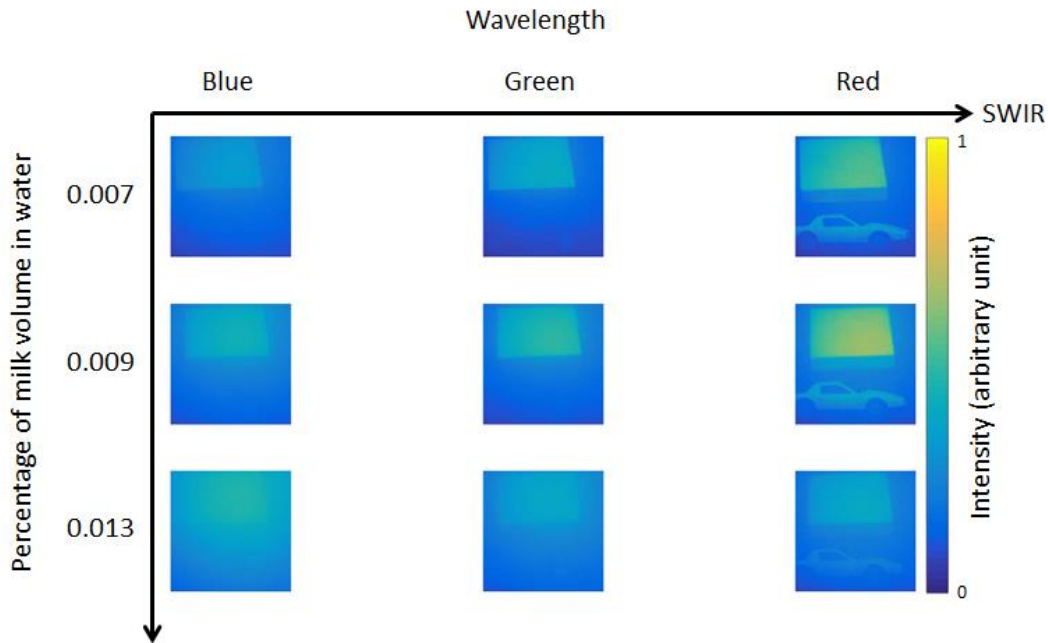 Wavelength
Blue
Green
Red
SWIR
Percentage of milk volume in water
0.007
0.009
0.013
1
Intensity (arbitrary unit)
0